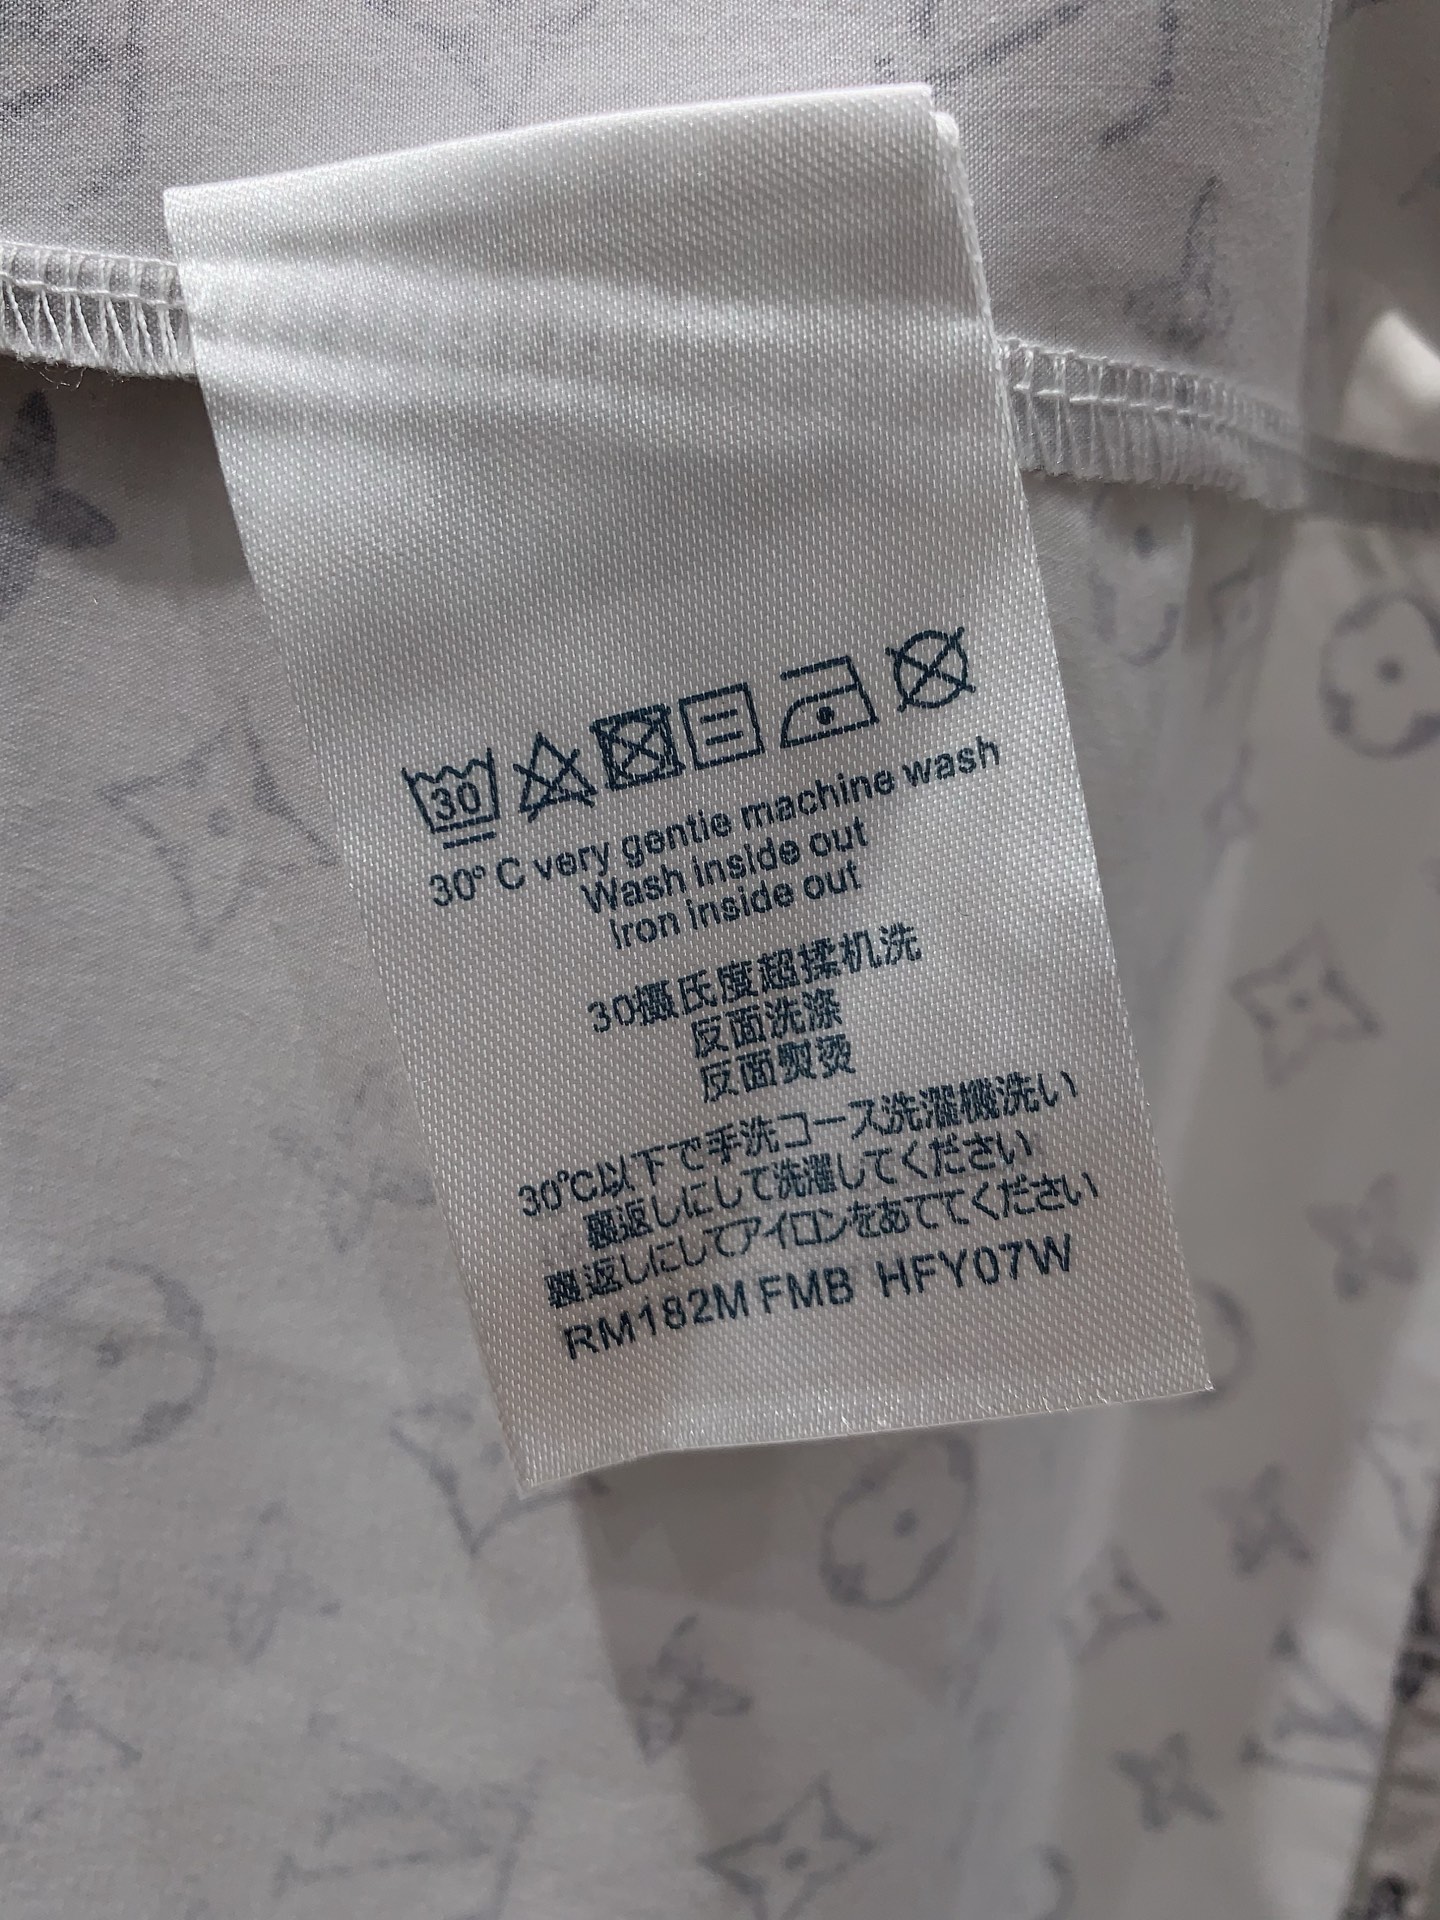 30
30° C very gentle machine wash
Wash inside out
Iron inside out
30摄氏度超揉机洗
反面洗涤
反面熨烫
30℃以下で手洗コース洗濯機洗い
裏返しにして洗濯してください
裏返しにしてアイロンをあててください
RM182M FMB HFY07W